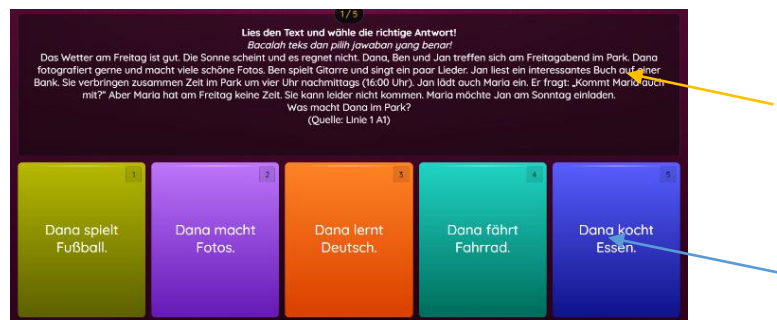 1/5
Lies den Text und wähle die richtige Antwort!
Bacalah teks dan pilih jawaban yang benar!
Das Wetter am Freitag ist gut. Die Sonne scheint und es regnet nicht. Dana, Ben und Jan treffen sich am Freitagabend im Park. Dana
fotografiert gerne und macht viele schöne Fotos. Ben spielt Gitarre und singt ein paar Lieder. Jan liest ein interessantes Buch auf einer
Bank. Sie verbringen zusammen Zeit im Park um vier Uhr nachmittags (16:00 Uhr). Jan lädt auch Maria ein. Er fragt: „Kommt Maria auch
mit?" Aber Maria hat am Freitag keine Zeit. Sie kann leider nicht kommen. Maria möchte Jan am Sonntag einladen.
Was macht Dana im Park?
(Quelle: Linie 1 A1)
1
Dana spielt
Fußball.
2
Dana macht
Fotos.
3
Dana lernt
Deutsch.
4
Dana fährt
Fahrrad.
5
Dana kocht
Essen.